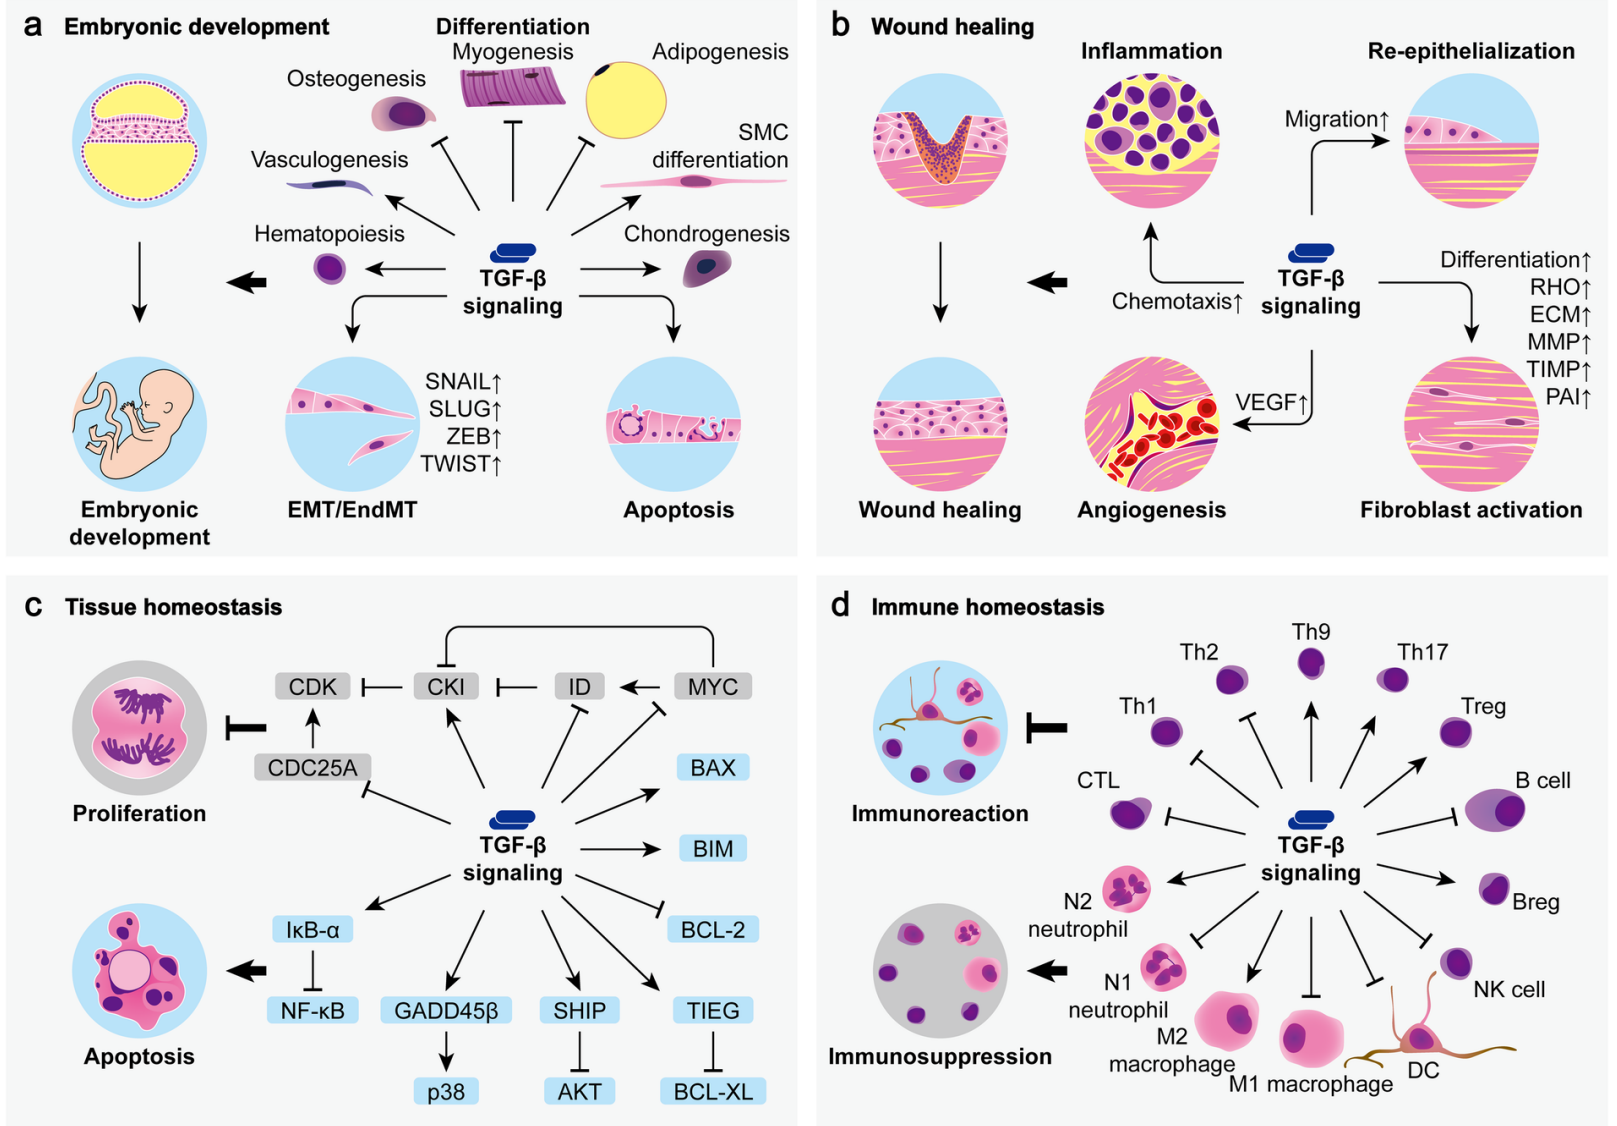 a Embryonic development
Differentiation
Myogenesis
Adipogenesis
Osteogenesis
SMC
differentiation
Vasculogenesis
Hematopoiesis
Chondrogenesis
TGF-β
signaling
SNAIL↑
SLUG↑
ZEB↑
TWIST↑
Embryonic
development
EMT/EndMT
Apoptosis
b Wound healing
Inflammation
Re-epithelialization
Migration↑
Chemotaxis↑
TGF-β
signaling
Differentiation↑
RHO↑
ECM↑
MMP↑
TIMP↑
PAI↑
VEGF↑
Wound healing
Angiogenesis
Fibroblast activation
c Tissue homeostasis
CDK
CKI
ID
MYC
CDC25A
BAX
Proliferation
TGF-β
signaling
BIM
IκB-α
BCL-2
NF-κB
GADD45β
SHIP
TIEG
Apoptosis
p38
AKT
BCL-XL
d Immune homeostasis
Th9
Th2
Th17
Th1
Treg
CTL
B cell
Immunoreaction
TGF-β
signaling
N2
neutrophil
Breg
N1
neutrophil
NK cell
M2
macrophage
M1 macrophage
DC
Immunosuppression